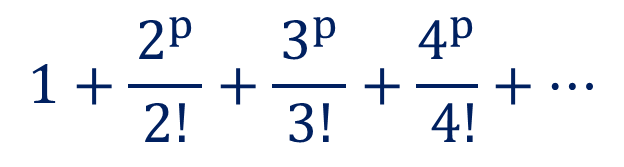 1 + 2^p/2! + 3^p/3! + 4^p/4! + ⋯